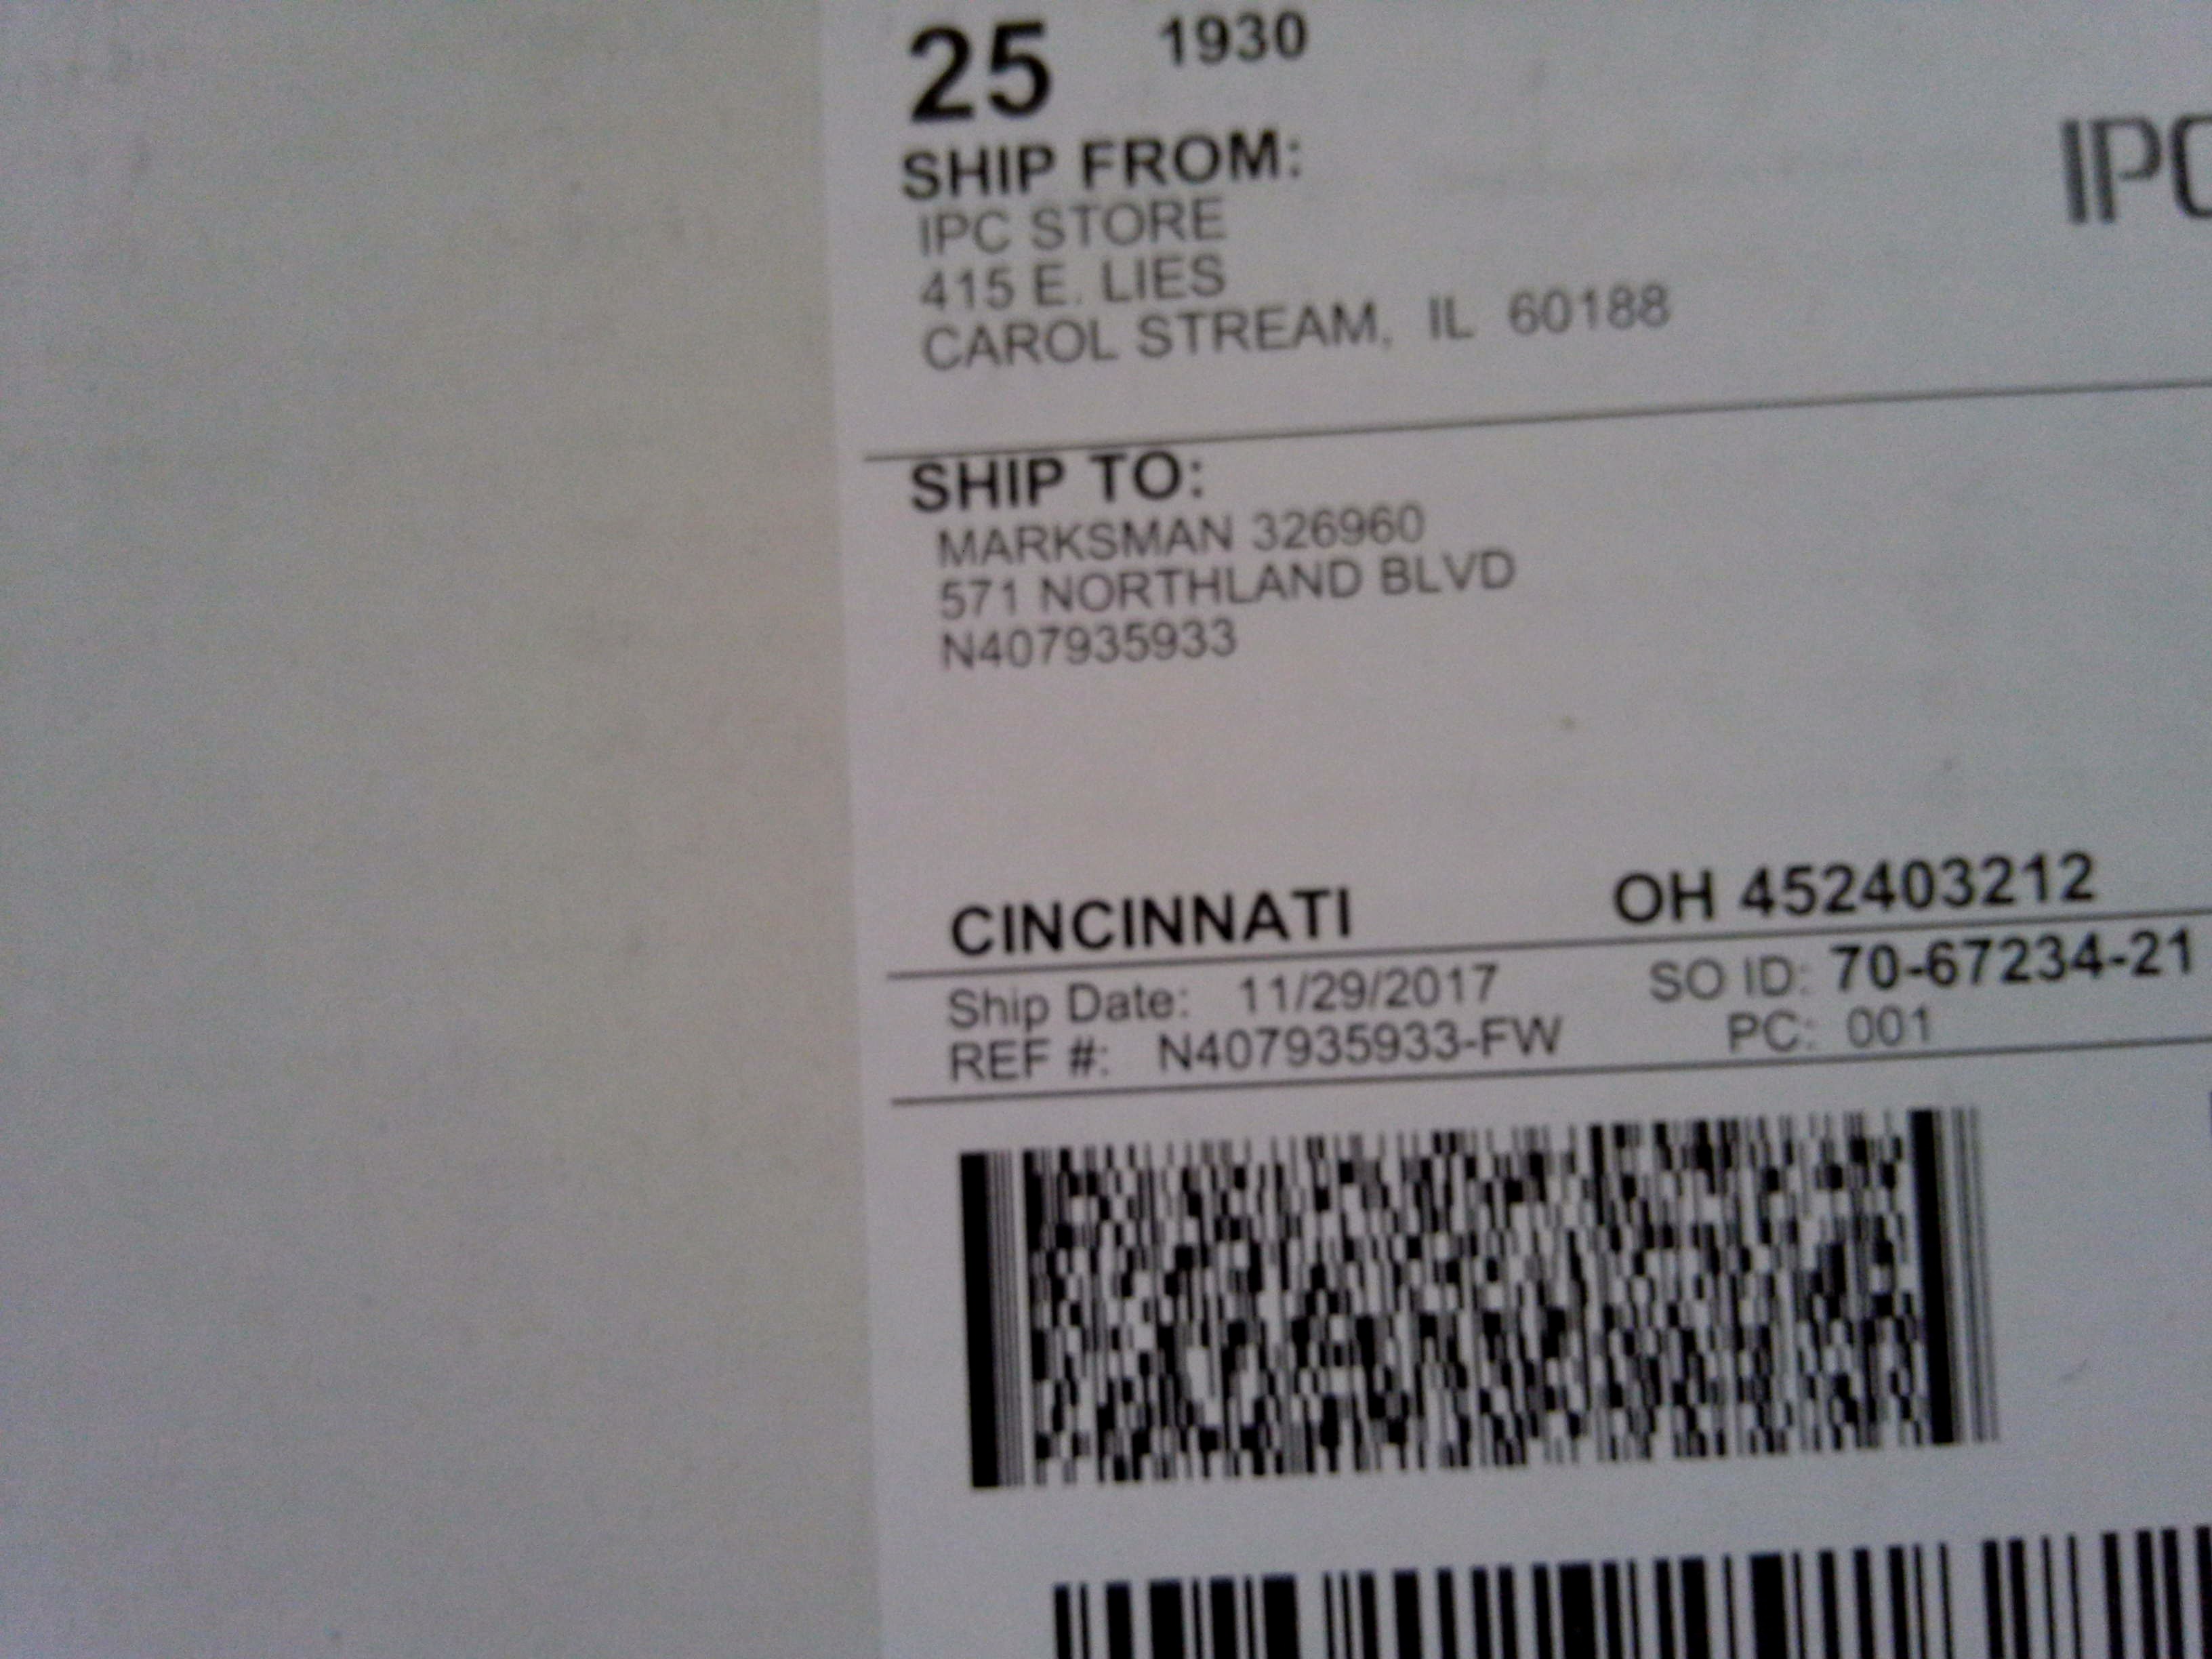 25 1930
SHIP FROM:
IPC STORE
415 E. LIES
CAROL STREAM, IL 60188
IPC
SHIP TO:
MARKSMAN 326960
571 NORTHLAND BLVD
N407935933
CINCINNATI OH 452403212
Ship Date: 11/29/2017 SO ID: 70-67234-21
REF #: N407935933-FW PC: 001